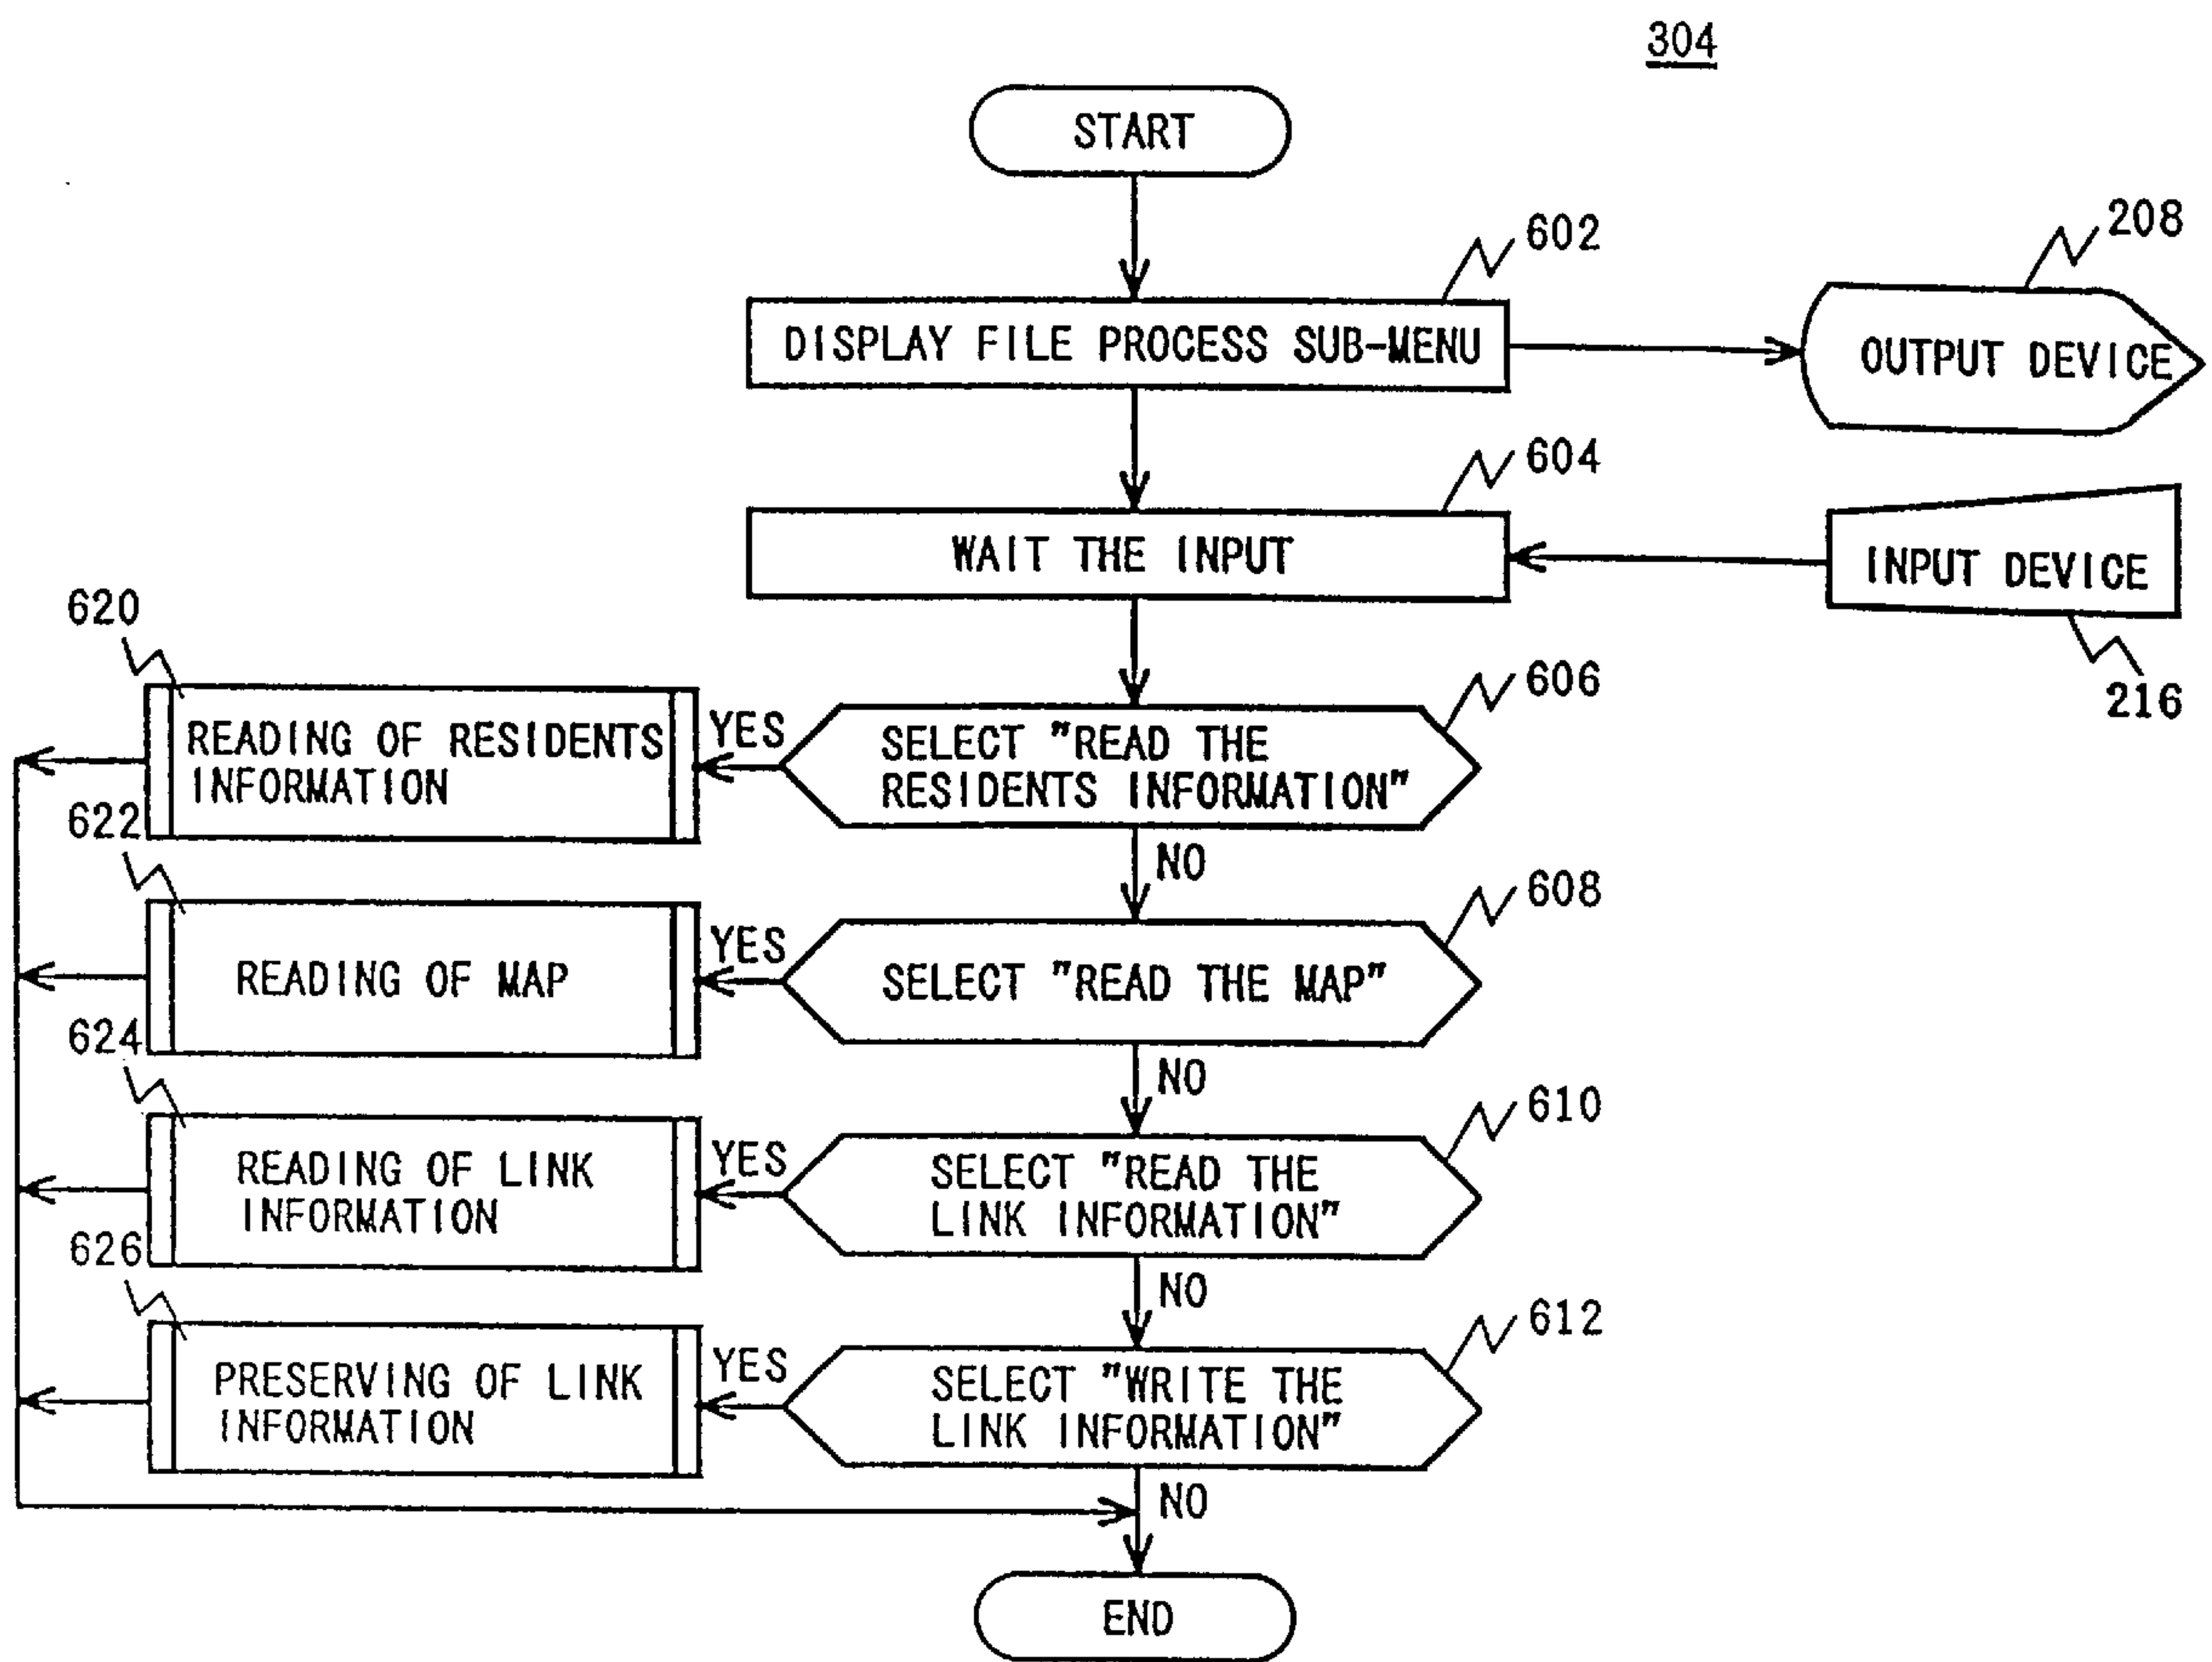 304
START
602
208
DISPLAY FILE PROCESS SUB-MENU
OUTPUT DEVICE
604
WAIT THE INPUT
INPUT DEVICE
216
620
606
READING OF RESIDENTS
INFORMATION
YES
SELECT "READ THE
RESIDENTS INFORMATION"
NO
622
608
READING OF MAP
YES
SELECT "READ THE MAP"
NO
624
610
READING OF LINK
INFORMATION
YES
SELECT "READ THE
LINK INFORMATION"
NO
626
612
PRESERVING OF LINK
INFORMATION
YES
SELECT "WRITE THE
LINK INFORMATION"
NO
END